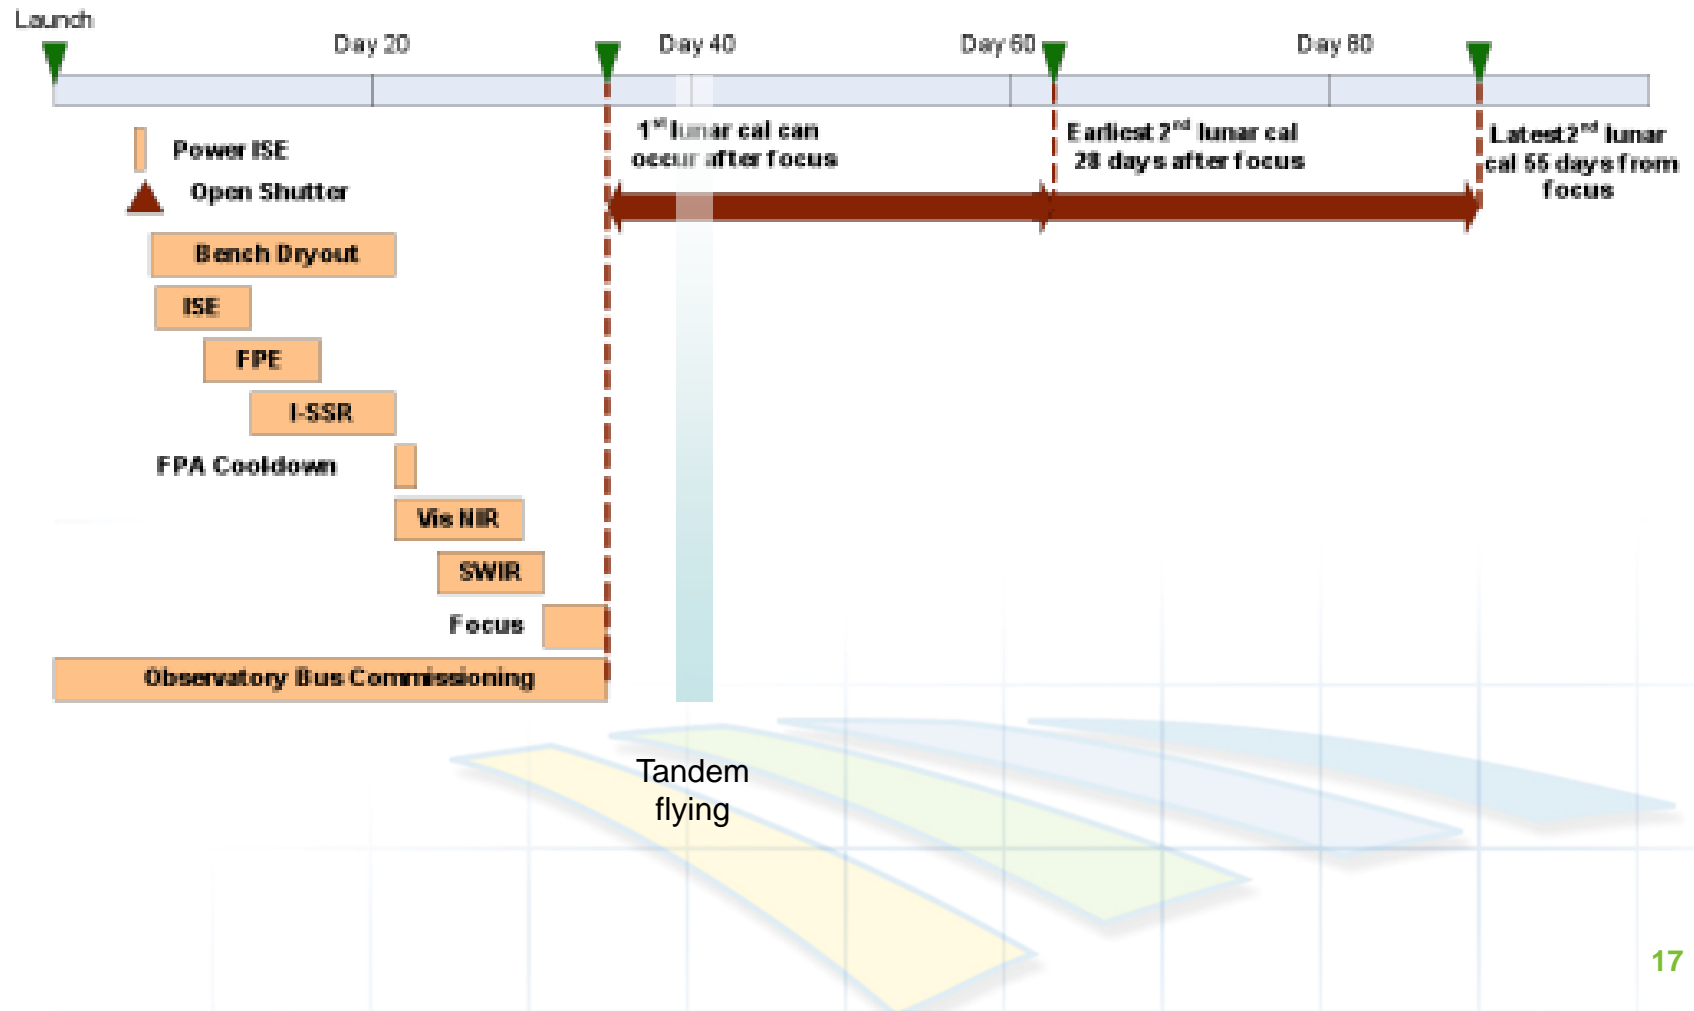 Launch
Day 20
Day 40
Day 60
Day 80
1st lunar cal can
occur after focus
Earliest 2nd lunar cal
28 days after focus
Latest 2nd lunar
cal 55 days from
focus
Power ISE
Open Shutter
Bench Dryout
ISE
FPE
I-SSR
FPA Cooldown
Vis NIR
SWIR
Focus
Observatory Bus Commissioning
Tandem
flying
17